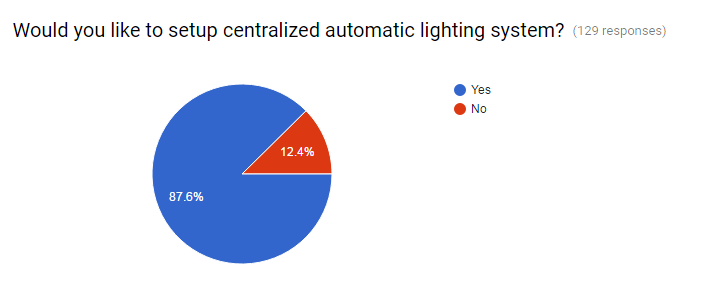 Would you like to setup centralized automatic lighting system? (129 responses)
Yes
No
12.4%
87.6%